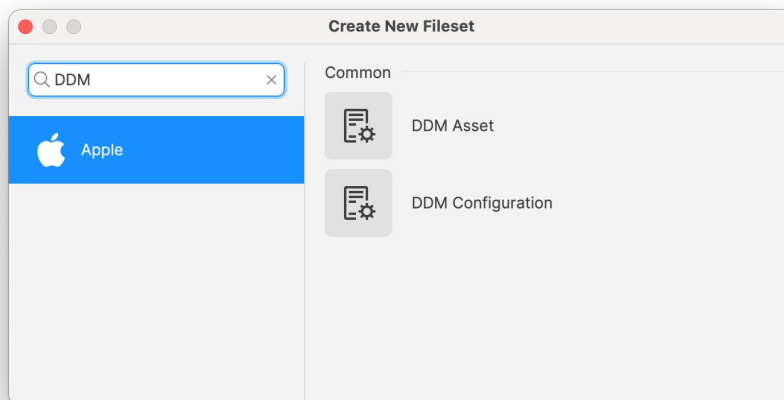 Create New Fileset
DDM
Common
Apple
DDM Asset
DDM Configuration